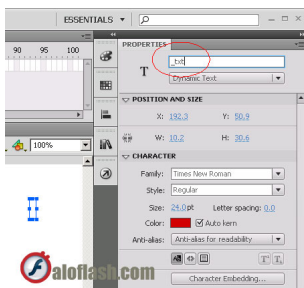 ESSENTIALS
90 95 100
PROPERTIES
_txt
T
Dynamic Text
POSITION AND SIZE
X: 192.3 Y: 50.9
W: 10.2 H: 30.6
CHARACTER
Family: Times New Roman
Style: Regular
Size: 24.0 pt Letter spacing: 0.0
Color: Auto kern
100%
Anti-alias: Anti-alias for readability
T T
Character Embedding...
aloflash.com